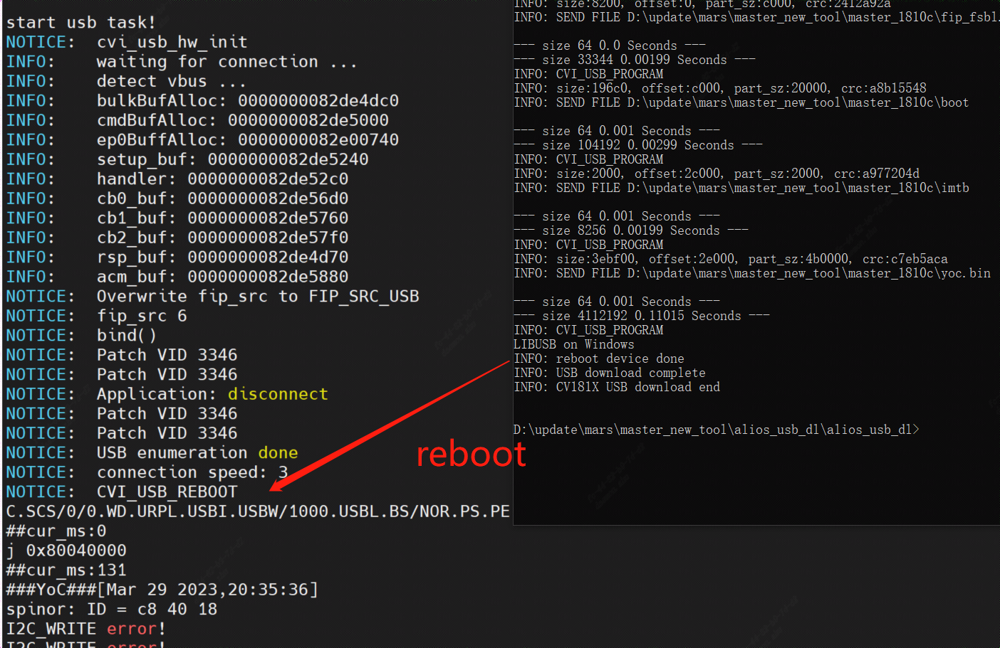 start usb task!
NOTICE:  cvi_usb_hw_init
INFO:    waiting for connection ...
INFO:    detect vbus ...
INFO:    bulkBufAlloc: 0000000082de4dc0
INFO:    cmdBufAlloc: 0000000082de5000
INFO:    ep0BuffAlloc: 0000000082e00740
INFO:    setup_buf: 0000000082de5240
INFO:    handler: 0000000082de52c0
INFO:    cb0_buf: 0000000082de56d0
INFO:    cb1_buf: 0000000082de5760
INFO:    cb2_buf: 0000000082de57f0
INFO:    rsp_buf: 0000000082de4d70
INFO:    acm_buf: 0000000082de5880
NOTICE:  Overwrite fip_src to FIP_SRC_USB
NOTICE:  fip_src 6
NOTICE:  bind()
NOTICE:  Patch VID 3346
NOTICE:  Patch VID 3346
NOTICE:  Application: disconnect
NOTICE:  Patch VID 3346
NOTICE:  Patch VID 3346
NOTICE:  USB enumeration done
NOTICE:  connection speed: 3
NOTICE:  CVI_USB_REBOOT
C.SCS/0/0.WD.URPL.USBI.USBW/1000.USBL.BS/NOR.PS.PE
##cur_ms:0
j 0x80040000
##cur_ms:131
###YoC###[Mar 29 2023,20:35:36]
spinor: ID = c8 40 18
I2C_WRITE error!
I2C_WRITE error!
INFO: size:8200, offset:0, part_sz:c000, crc:2412a92a
INFO: SEND FILE D:\update\mars\master_new_tool\master_1810c\fip_fsbl.
--- size 64 0.0 Seconds ---
--- size 33344 0.00199 Seconds ---
INFO: CVI_USB_PROGRAM
INFO: size:196c0, offset:c000, part_sz:20000, crc:a8b15548
INFO: SEND FILE D:\update\mars\master_new_tool\master_1810c\boot
--- size 64 0.001 Seconds ---
--- size 104192 0.00299 Seconds ---
INFO: CVI_USB_PROGRAM
INFO: size:2000, offset:2c000, part_sz:2000, crc:a977204d
INFO: SEND FILE D:\update\mars\master_new_tool\master_1810c\imtb
--- size 64 0.001 Seconds ---
--- size 8256 0.00199 Seconds ---
INFO: CVI_USB_PROGRAM
INFO: size:3ebf00, offset:2e000, part_sz:4b0000, crc:c7eb5aca
INFO: SEND FILE D:\update\mars\master_new_tool\master_1810c\yoc.bin
--- size 64 0.001 Seconds ---
--- size 4112192 0.11015 Seconds ---
INFO: CVI_USB_PROGRAM
LIBUSB on Windows
INFO: reboot device done
INFO: USB download complete
INFO: CV181X USB download end
D:\update\mars\master_new_tool\alios_usb_dl\alios_usb_dl>
reboot